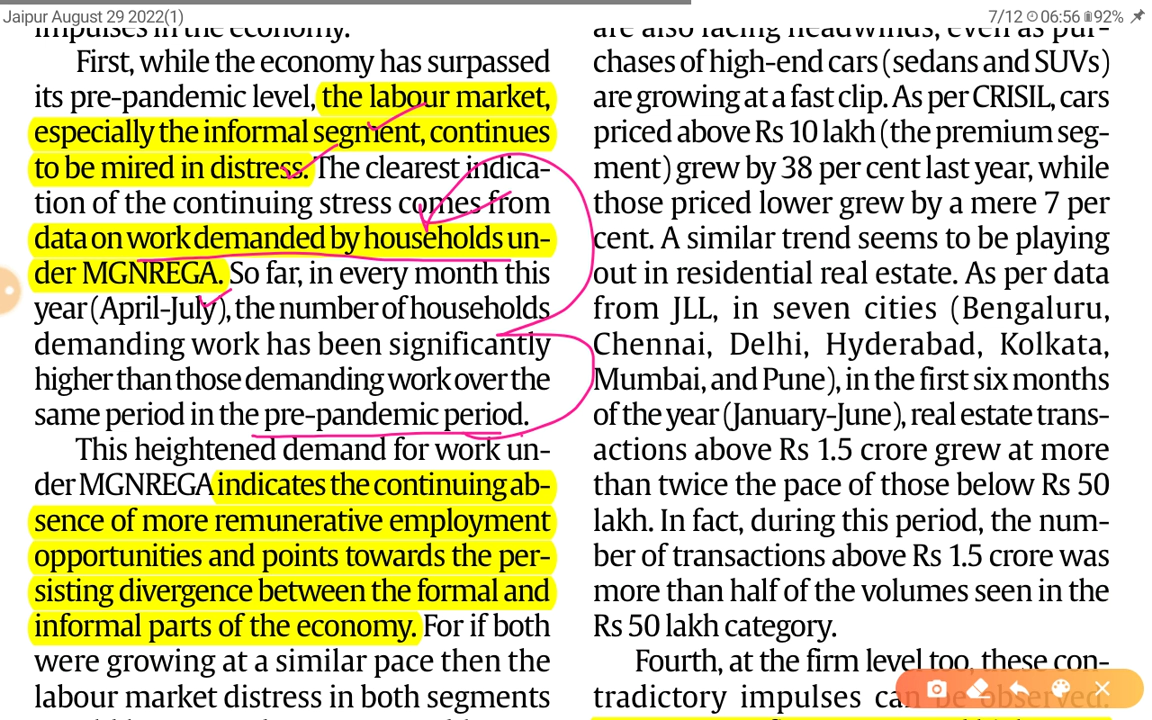 Jaipur August 29 2022(1)
7/12 06:56 92%
impulses in the economy.
First, while the economy has surpassed
its pre-pandemic level, the labour market,
especially the informal segment, continues
to be mired in distress. The clearest indica-
tion of the continuing stress comes from
data on work demanded by households un-
der MGNREGA. So far, in every month this
year (April-July), the number of households
demanding work has been significantly
higher than those demanding work over the
same period in the pre-pandemic period.
This heightened demand for work un-
der MGNREGA indicates the continuing ab-
sence of more remunerative employment
opportunities and points towards the per-
sisting divergence between the formal and
informal parts of the economy. For if both
were growing at a similar pace then the
labour market distress in both segments
are also facing headwinds, even as pur-
chases of high-end cars (sedans and SUVs)
are growing at a fast clip. As per CRISIL, cars
priced above Rs 10 lakh (the premium seg-
ment) grew by 38 per cent last year, while
those priced lower grew by a mere 7 per
cent. A similar trend seems to be playing
out in residential real estate. As per data
from JLL, in seven cities (Bengaluru,
Chennai, Delhi, Hyderabad, Kolkata,
Mumbai, and Pune), in the first six months
of the year (January-June), real estate trans-
actions above Rs 1.5 crore grew at more
than twice the pace of those below Rs 50
lakh. In fact, during this period, the num-
ber of transactions above Rs 1.5 crore was
more than half of the volumes seen in the
Rs 50 lakh category.
Fourth, at the firm level too, these con-
tradictory impulses can be observed.